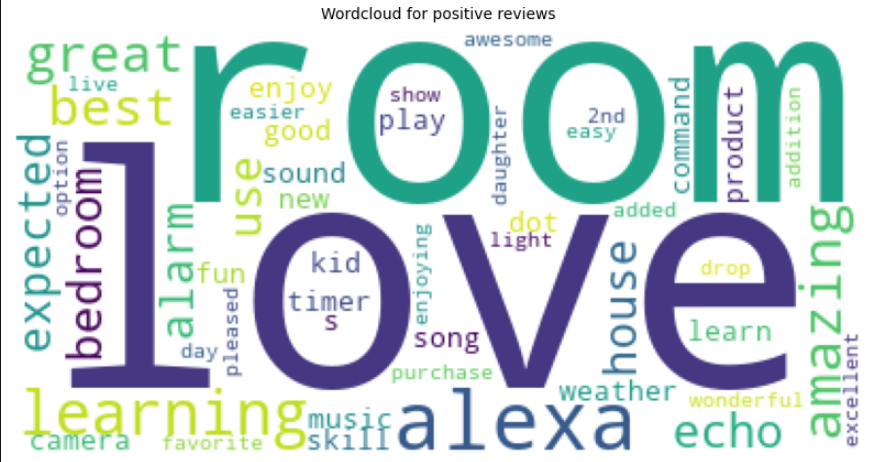 Wordcloud for positive reviews
great
room
awesome
live
best
enjoy
easier
good
show
play
2nd
easy
command
product
addition
daughter
expected
option
bedroom
use
sound
new
alarm
love
dot
light
added
enjoying
kid
timer
s
fun
house
drop
amazing
day
pleased
song
learn
purchase
weather
wonderful
excellent
learning
music
alexa
echo
camera
favorite
skill